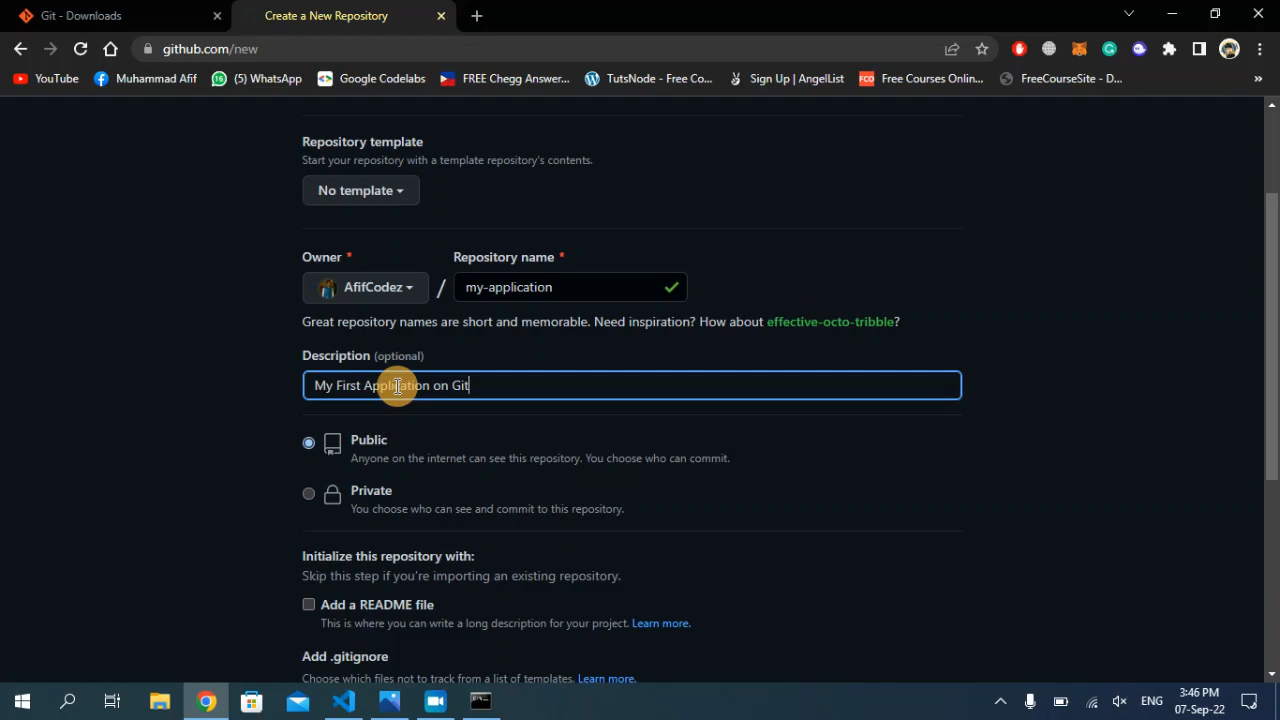 Git - Downloads
Create a New Repository
github.com/new
YouTube
Muhammad Afif
(5) WhatsApp
Google Codelabs
FREE Chegg Answer...
TutsNode - Free Co...
Sign Up | AngelList
FCO
Free Courses Onlin...
FreeCourseSite - D...
»
Repository template
Start your repository with a template repository's contents.
No template
Owner *
Repository name *
AfifCodez
/
my-application
Great repository names are short and memorable. Need inspiration? How about effective-octo-tribble?
Description (optional)
My First Application on Git
Public
Anyone on the internet can see this repository. You choose who can commit.
Private
You choose who can see and commit to this repository.
Initialize this repository with:
Skip this step if you're importing an existing repository.
Add a README file
This is where you can write a long description for your project. Learn more.
Add .gitignore
Choose which files not to track from a list of templates. Learn more.
ENG
3:46 PM
07-Sep-22